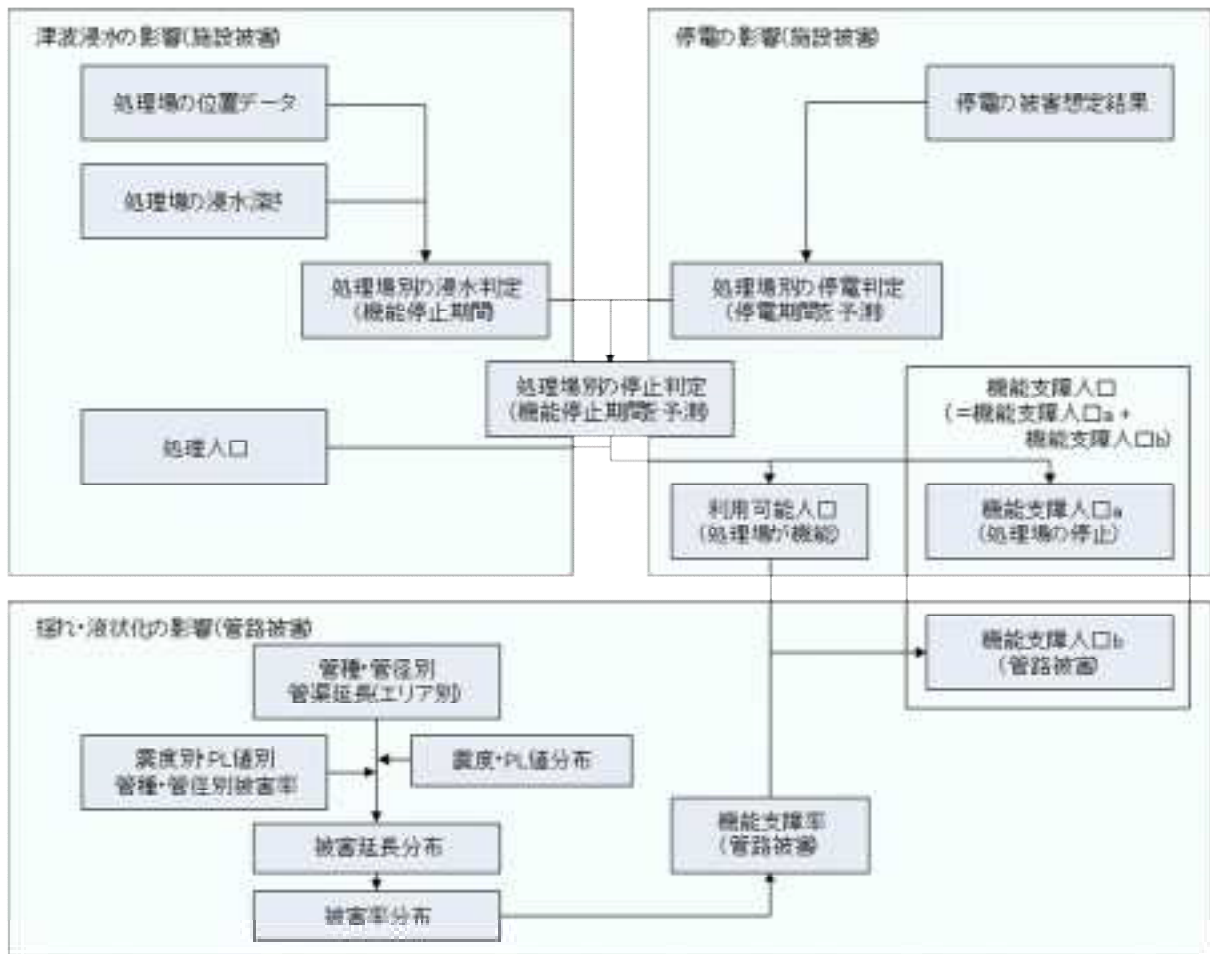 津波浸水の影響(施設被害)
処理場の位置データ
処理場の浸水深さ
処理場別の浸水判定
(機能停止期間)
停電の影響(施設被害)
停電の被害想定結果
処理場別の停電判定
(停電期間を予測)
処理場別の停止判定
(機能停止期間を予測)
処理人口
機能支障人口
(=機能支障人口a +
機能支障人口b)
利用可能人口
(処理場が機能)
機能支障人口a
(処理場の停止)
揺れ・液状化の影響(管路被害)
管種・管径別
管渠延長(エリア別)
震度別・PL値別
管種・管径別被害率
震度・PL値分布
被害延長分布
被害率分布
機能支障率
(管路被害)
機能支障人口b
(管路被害)